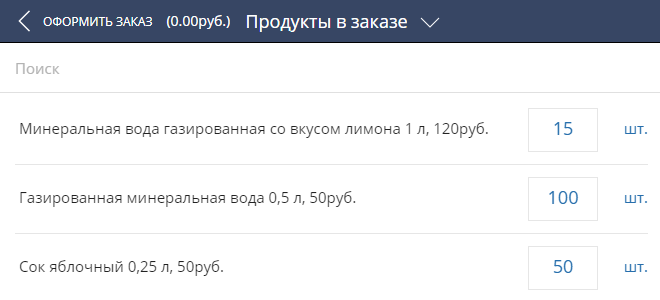 ОФОРМИТЬ ЗАКАЗ (0.00руб.) Продукты в заказе
Поиск
Минеральная вода газированная со вкусом лимона 1 л, 120руб. 15 шт.
Газированная минеральная вода 0,5 л, 50руб. 100 шт.
Сок яблочный 0,25 л, 50руб. 50 шт.